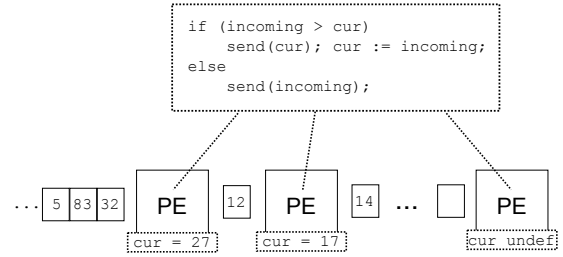 if (incoming > cur)
    send(cur); cur := incoming;
else
    send(incoming);
... 5 83 32 PE 12 PE 14 ... PE
cur = 27 cur = 17 cur undef